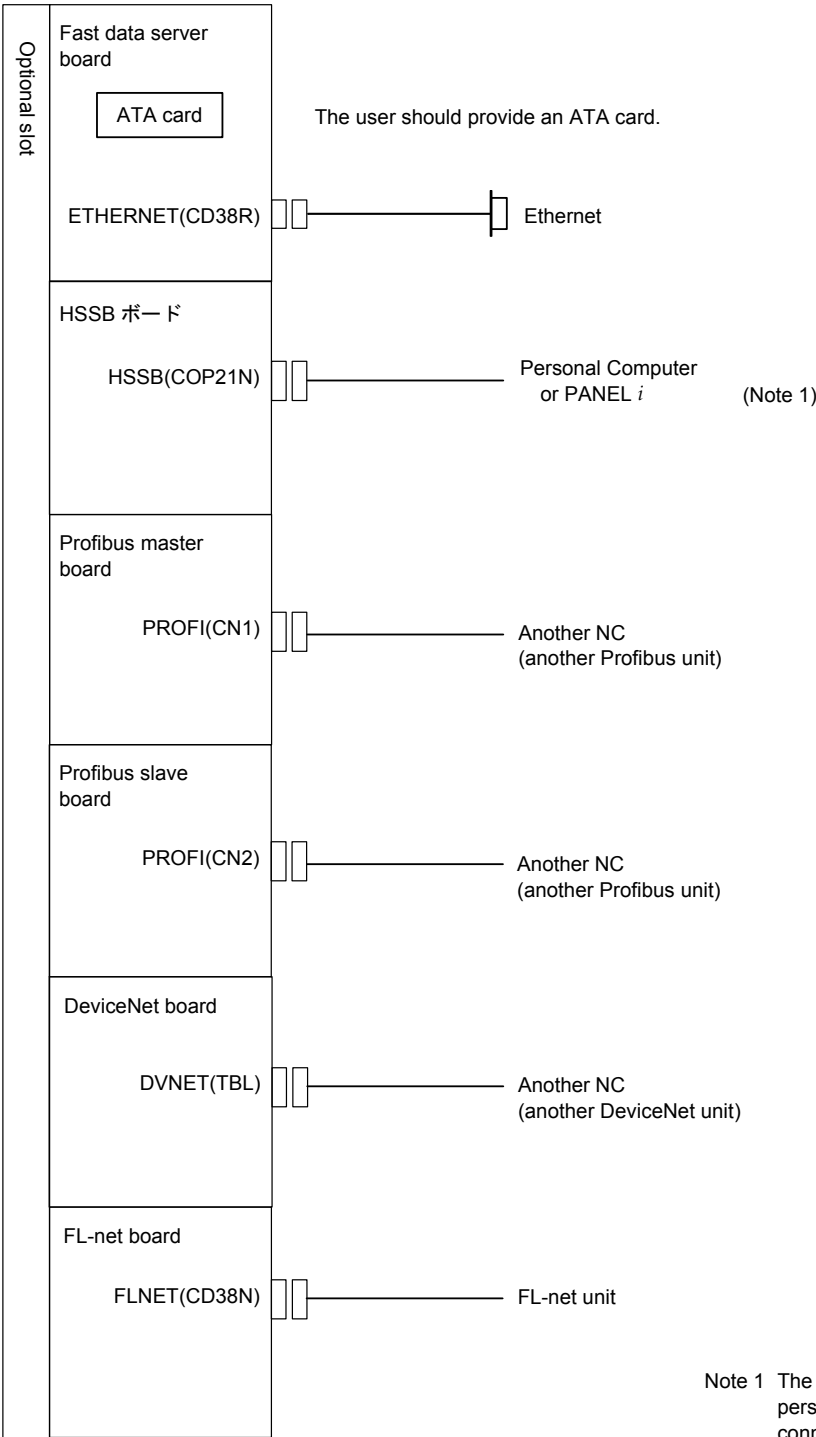 Optional slot
Fast data server
board
ATA card
The user should provide an ATA card.
ETHERNET(CD38R)
Ethernet
HSSB ボード
HSSB(COP21N)
Personal Computer
or PANEL i
(Note 1)
Profibus master
board
PROFI(CN1)
Another NC
(another Profibus unit)
Profibus slave
board
PROFI(CN2)
Another NC
(another Profibus unit)
DeviceNet board
DVNET(TBL)
Another NC
(another DeviceNet unit)
FL-net board
FLNET(CD38N)
FL-net unit
Note 1 The